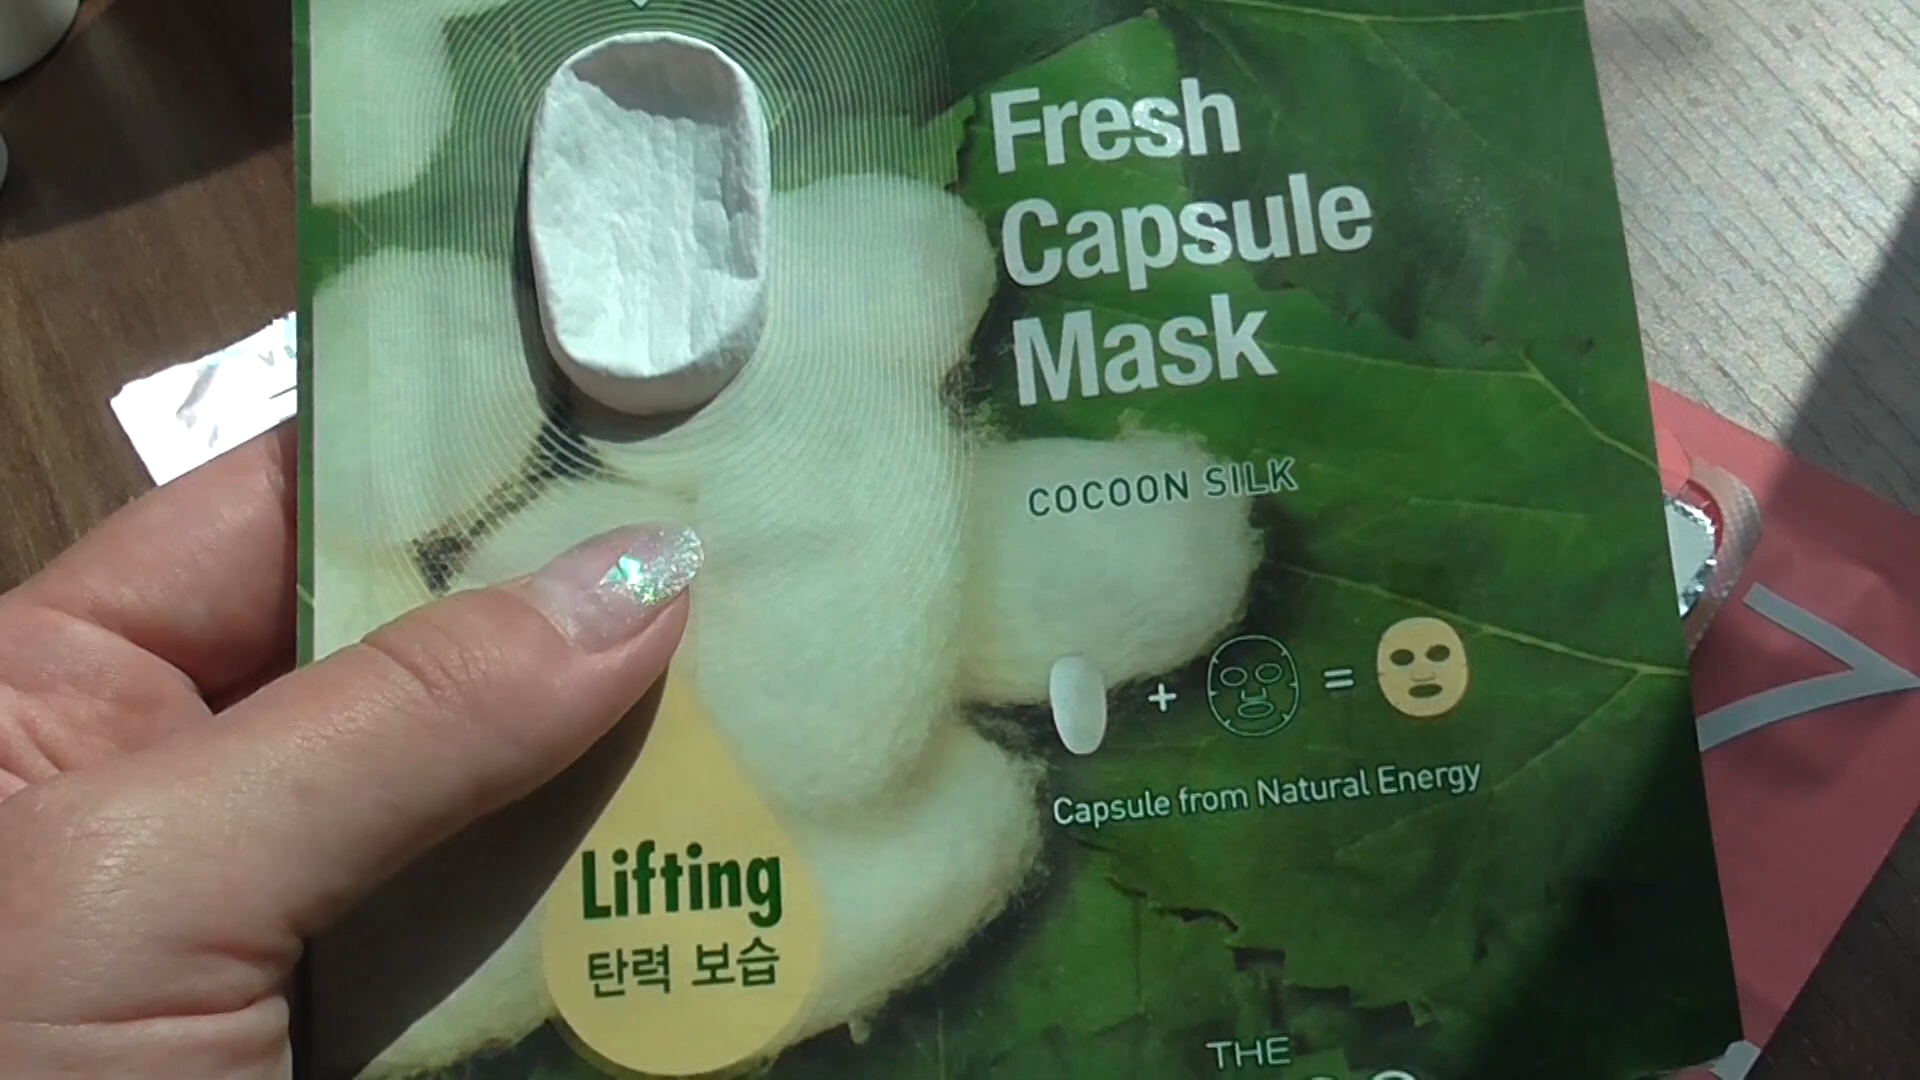 Fresh
Capsule
Mask
COCOON SILK
+ =
Capsule from Natural Energy
Lifting
탄력 보습
THE